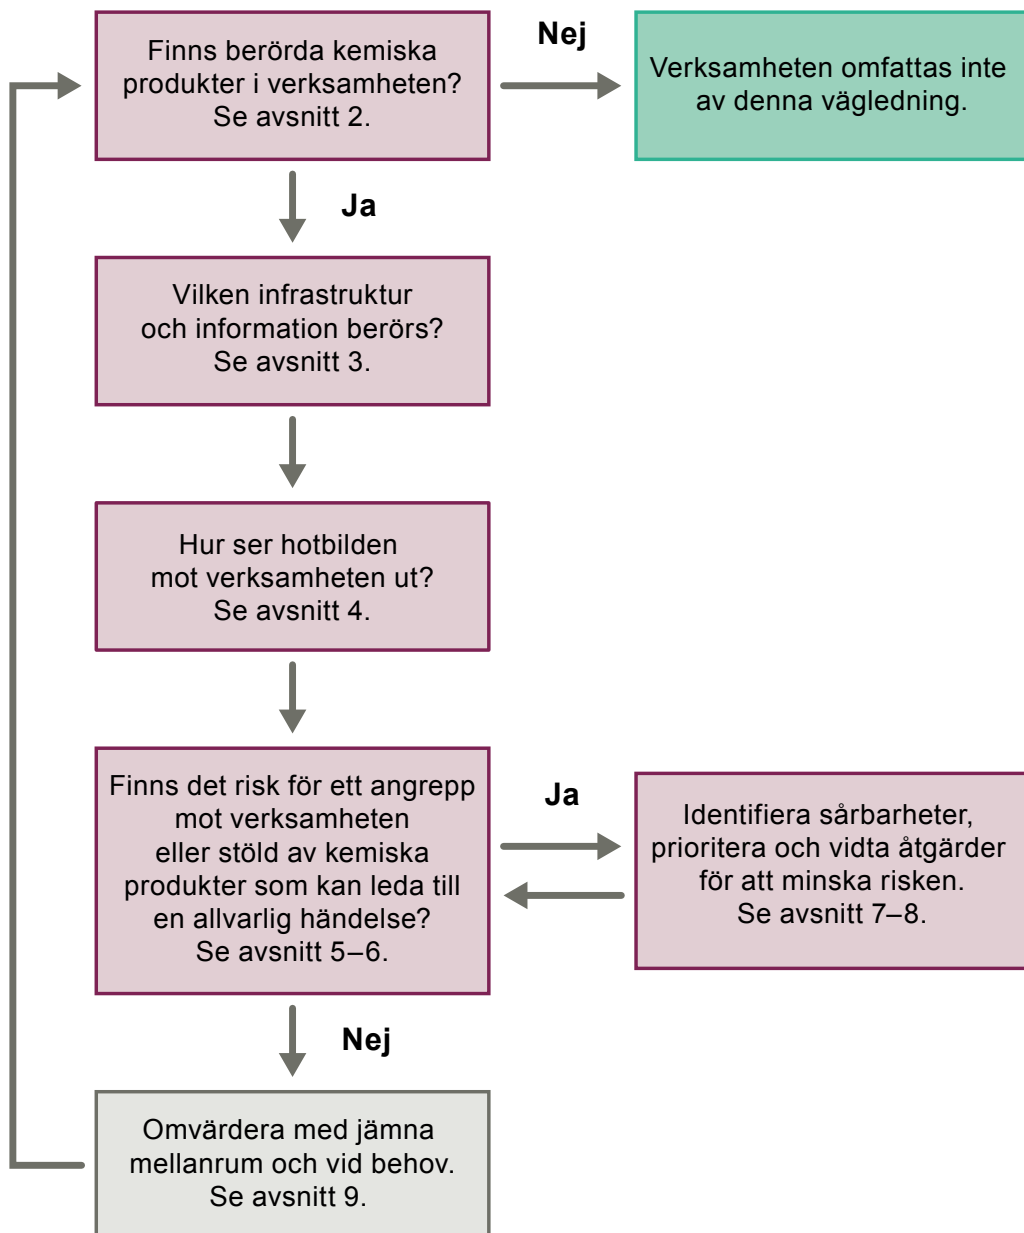 Finns berörda kemiska
produkter i verksamheten?
Se avsnitt 2.
Nej
Verksamheten omfattas inte
av denna vägledning.
Ja
Vilken infrastruktur
och information berörs?
Se avsnitt 3.
Hur ser hotbilden
mot verksamheten ut?
Se avsnitt 4.
Finns det risk för ett angrepp
mot verksamheten
eller stöld av kemiska
produkter som kan leda till
en allvarlig händelse?
Se avsnitt 5–6.
Ja
Identifiera sårbarheter,
prioritera och vidta åtgärder
för att minska risken.
Se avsnitt 7–8.
Nej
Omvärdera med jämna
mellanrum och vid behov.
Se avsnitt 9.